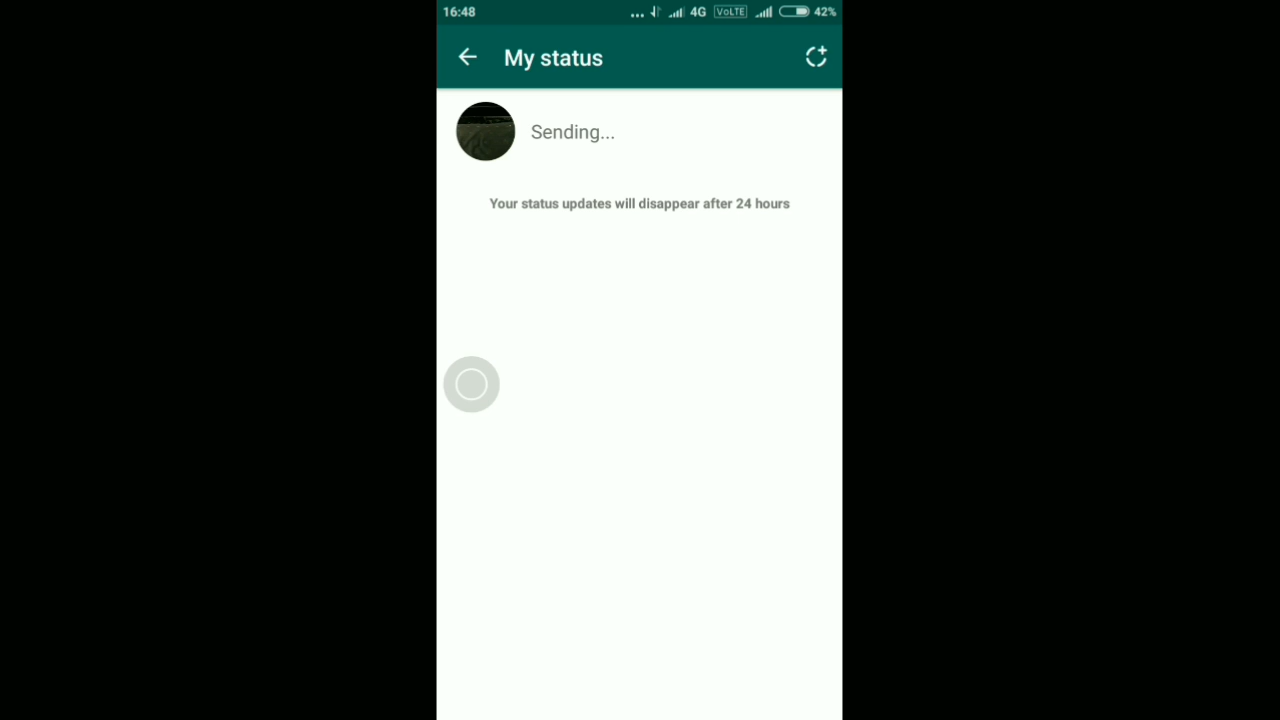 16:48 ... 4G VoLTE 42%
My status
Sending...
Your status updates will disappear after 24 hours